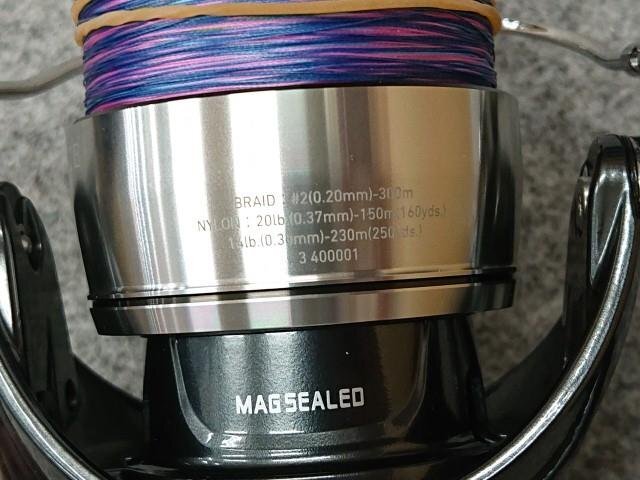 BRAID : #2(0.20mm)-300m
NYLON : 20lb.(0.37mm)-150m(160yds.)
14lb.(0.30mm)-230m(250yds.)
3 400001
MAGSEALED